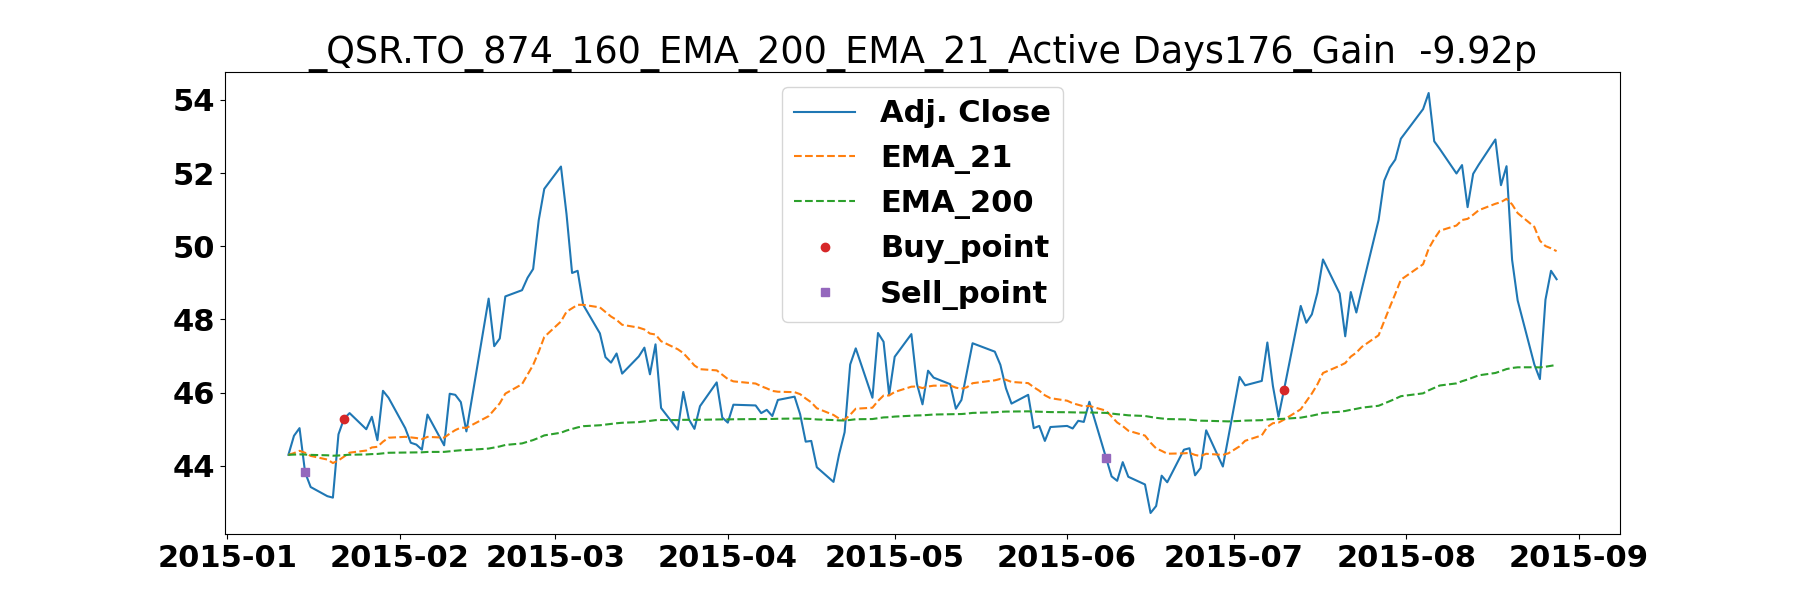 _QSR.TO_874_160_EMA_200_EMA_21_Active Days176_Gain  -9.92p
54
52
50
48
46
44
Adj. Close
EMA_21
EMA_200
Buy_point
Sell_point
2015-01 2015-02 2015-03 2015-04 2015-05 2015-06 2015-07 2015-08 2015-09